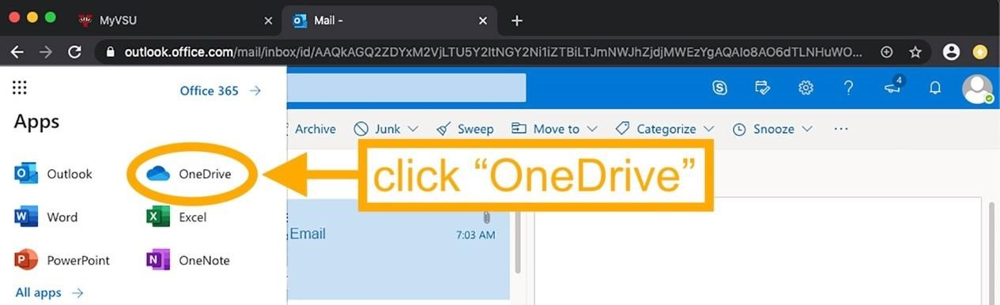 MyVSU
Mail -
outlook.office.com/mail/inbox/id/AAQkAGQ2ZDYxM2VjLTU5Y2ItNGY2Ni1iZTBiLTJmNWJhZjdjMWEzYgAQAIo8AO6dTLNHuWO...
Office 365
4
Apps
Archive
Junk
Sweep
Move to
Categorize
Snooze
...
Outlook
OneDrive
click “OneDrive”
Word
Excel
Email
7:03 AM
PowerPoint
OneNote
All apps